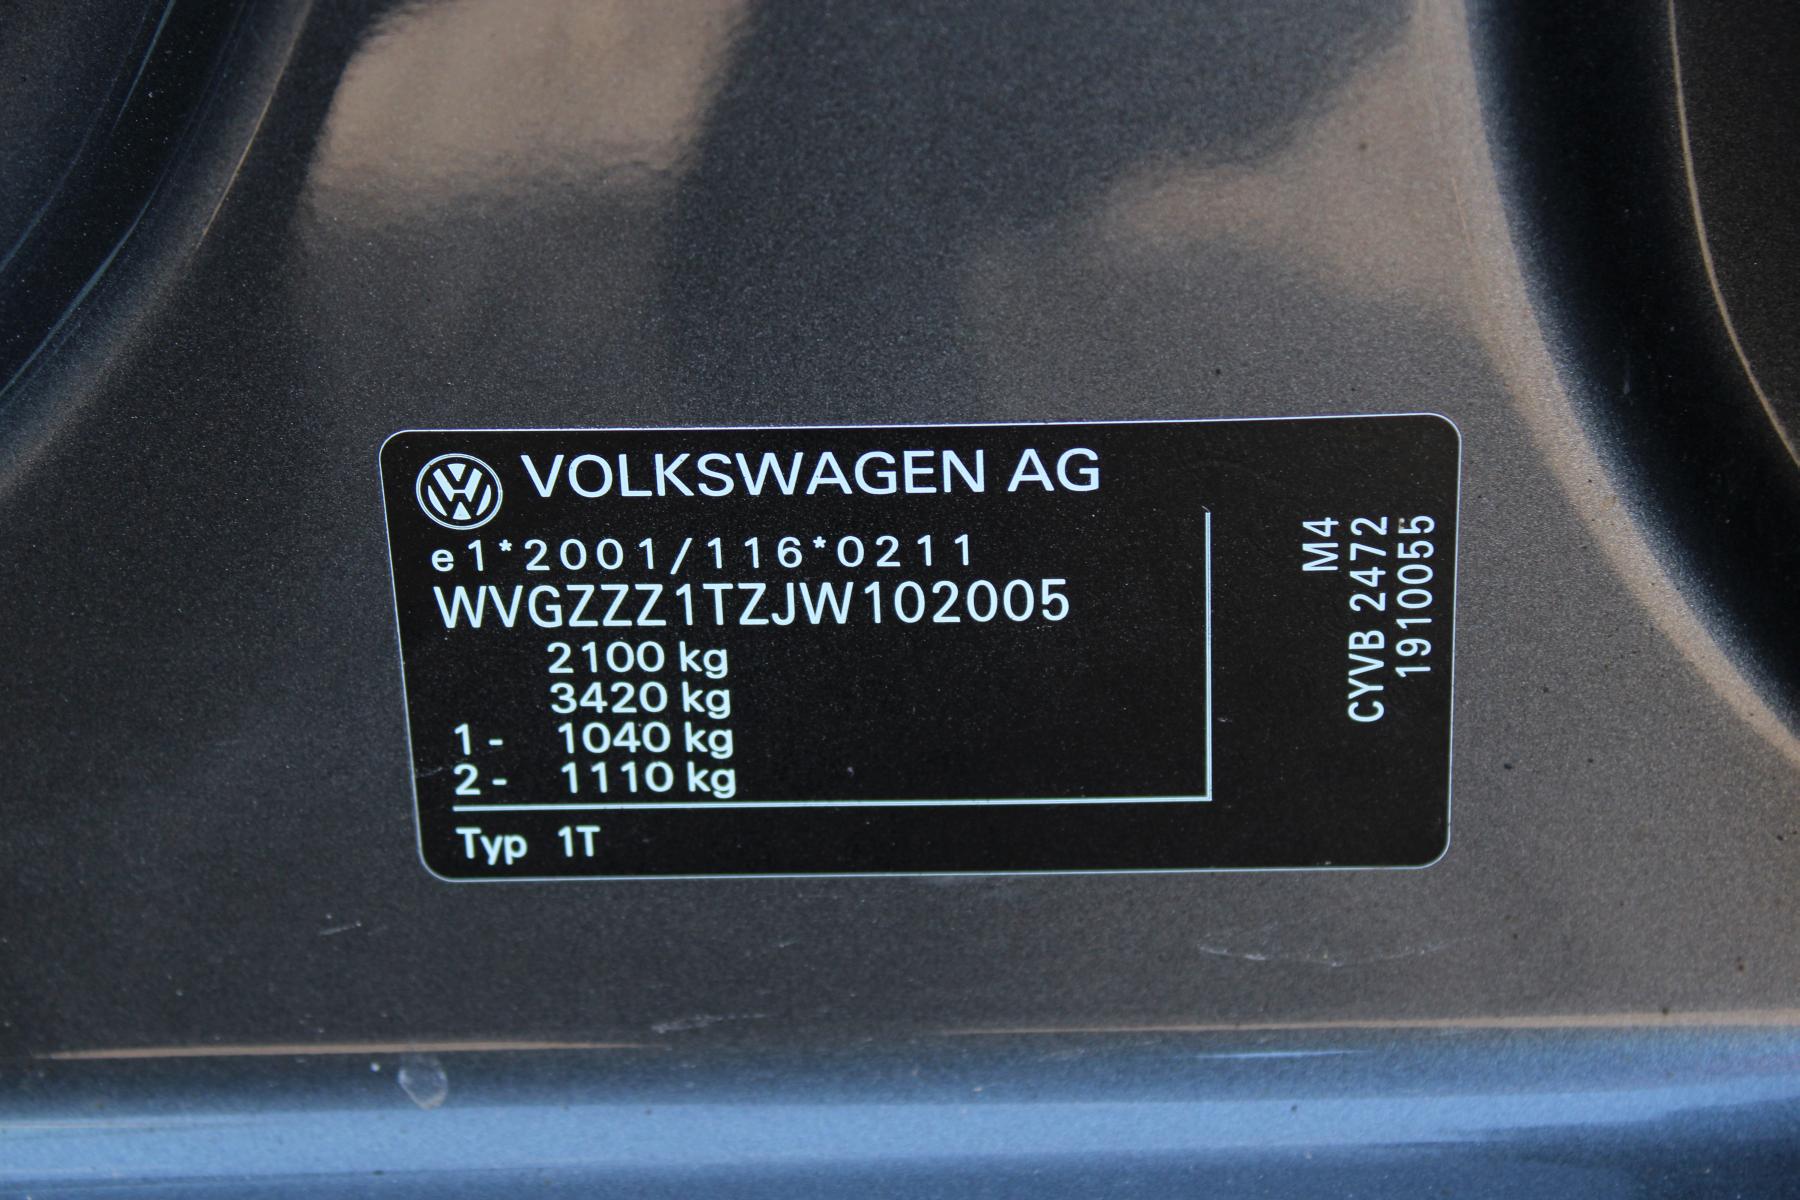 VOLKSWAGEN AG
e1*2001/116*0211
WVGZZZ1TZJW102005
2100 kg
3420 kg
1- 1040 kg
2- 1110 kg
Typ 1T
M4
CYVB 2472
1910055